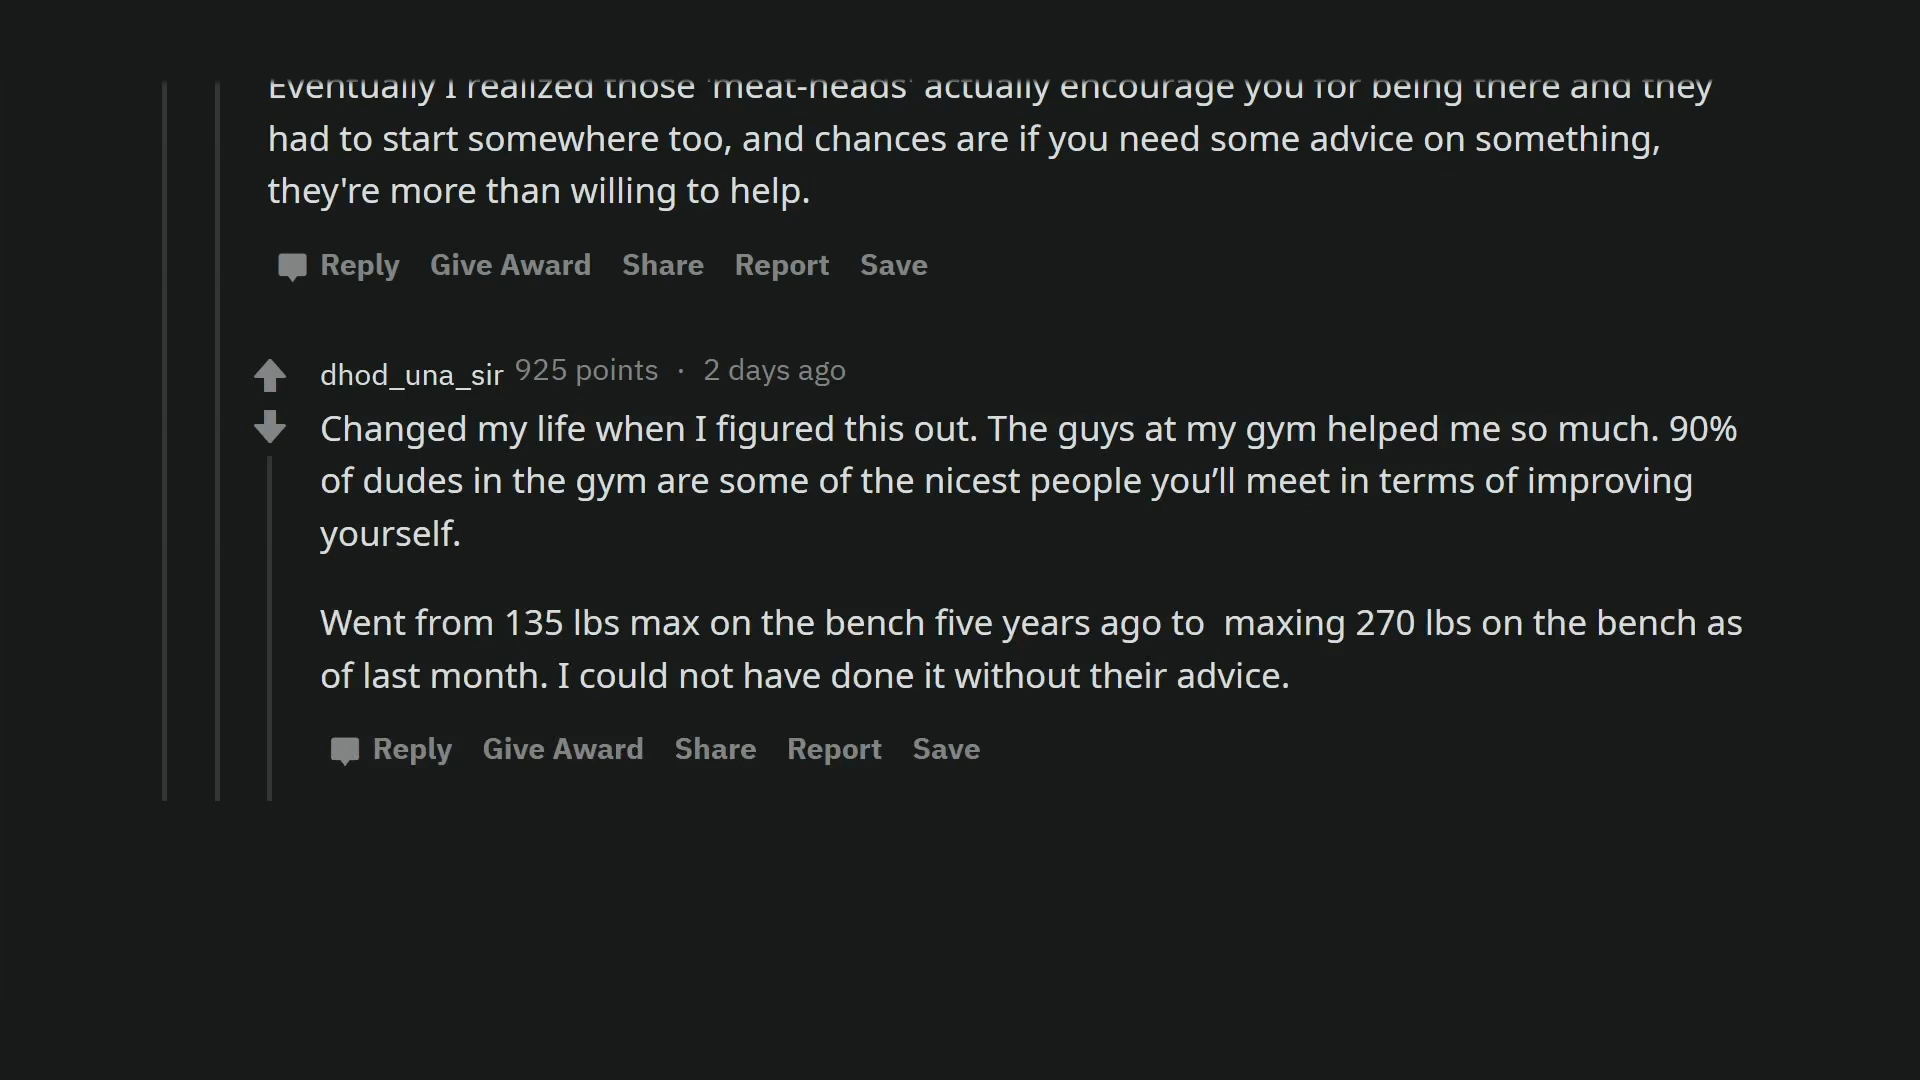 Eventually I realized those 'meat-heads' actually encourage you for being there and they
had to start somewhere too, and chances are if you need some advice on something,
they're more than willing to help.
Reply Give Award Share Report Save
dhod_una_sir 925 points · 2 days ago
Changed my life when I figured this out. The guys at my gym helped me so much. 90%
of dudes in the gym are some of the nicest people you’ll meet in terms of improving
yourself.
Went from 135 lbs max on the bench five years ago to  maxing 270 lbs on the bench as
of last month. I could not have done it without their advice.
Reply Give Award Share Report Save